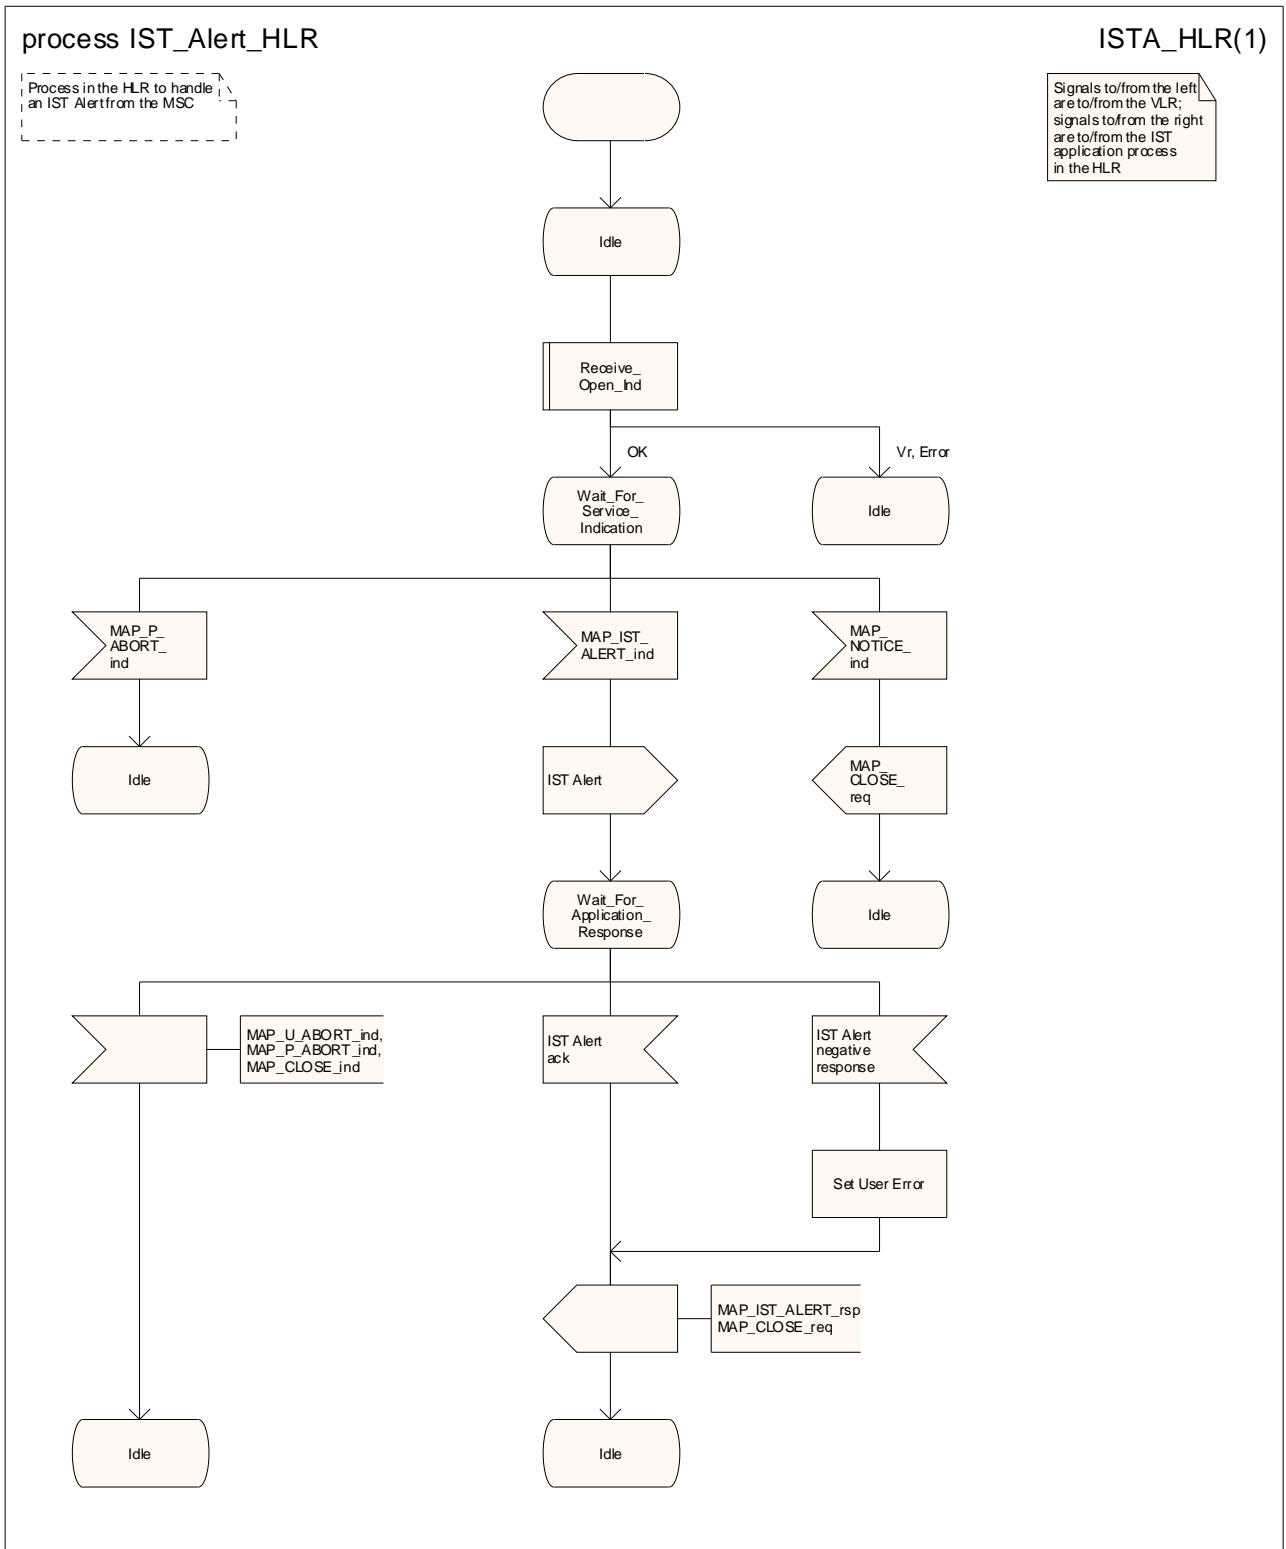 process IST_Alert_HLR
ISTA_HLR(1)
Process in the HLR to handle
an IST Alert from the MSC
Signals to/from the left
are to/from the VLR;
signals to/from the right
are to/from the IST
application process
in the HLR
Idle
Receive_
Open_Ind
OK
Vr, Error
Wait_For_
Service_
Indication
Idle
MAP_P_
ABORT_
ind
MAP_IST_
ALERT_ind
MAP_
NOTICE_
ind
Idle
IST Alert
MAP_
CLOSE_
req
Wait_For_
Application_
Response
Idle
MAP_U_ABORT_ind,
MAP_P_ABORT_ind,
MAP_CLOSE_ind
IST Alert
ack
IST Alert
negative
response
Set User Error
MAP_IST_ALERT_rsp
MAP_CLOSE_req
Idle
Idle